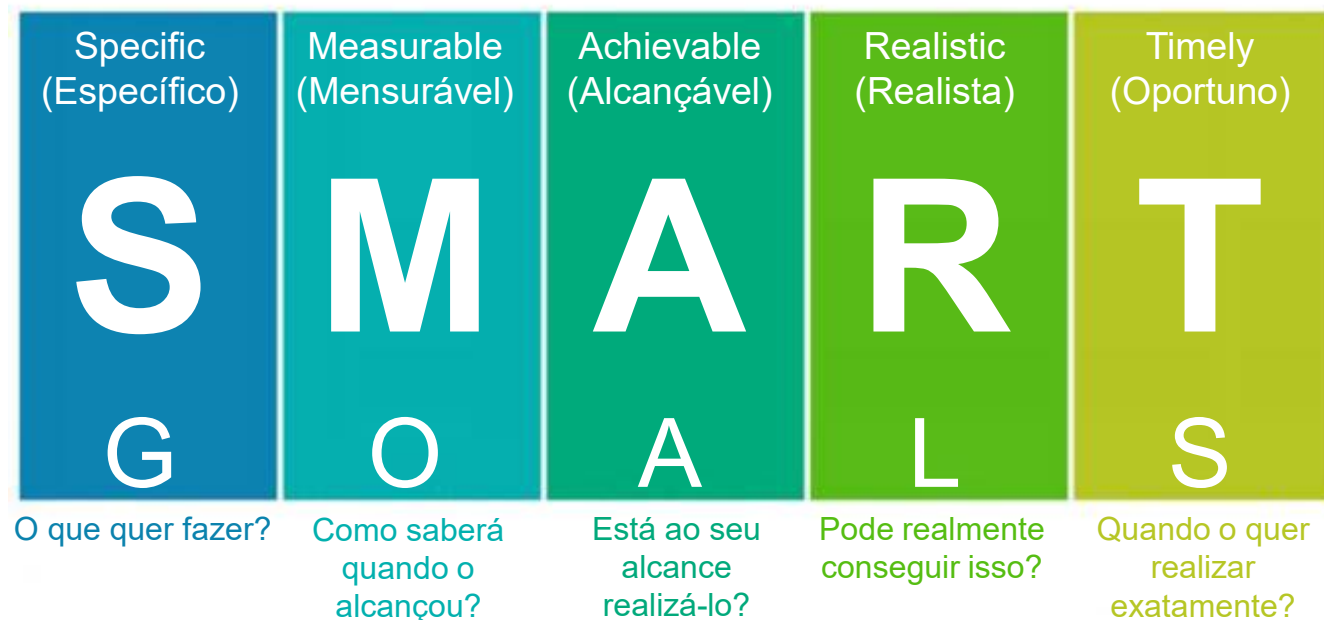 Specific
(Específico)
Measurable
(Mensurável)
Achievable
(Alcançável)
Realistic
(Realista)
Timely
(Oportuno)
S M A R T
G O A L S
O que quer fazer?
Como saberá
quando o
alcançou?
Está ao seu
alcance
realizá-lo?
Pode realmente
conseguir isso?
Quando o quer
realizar
exatamente?